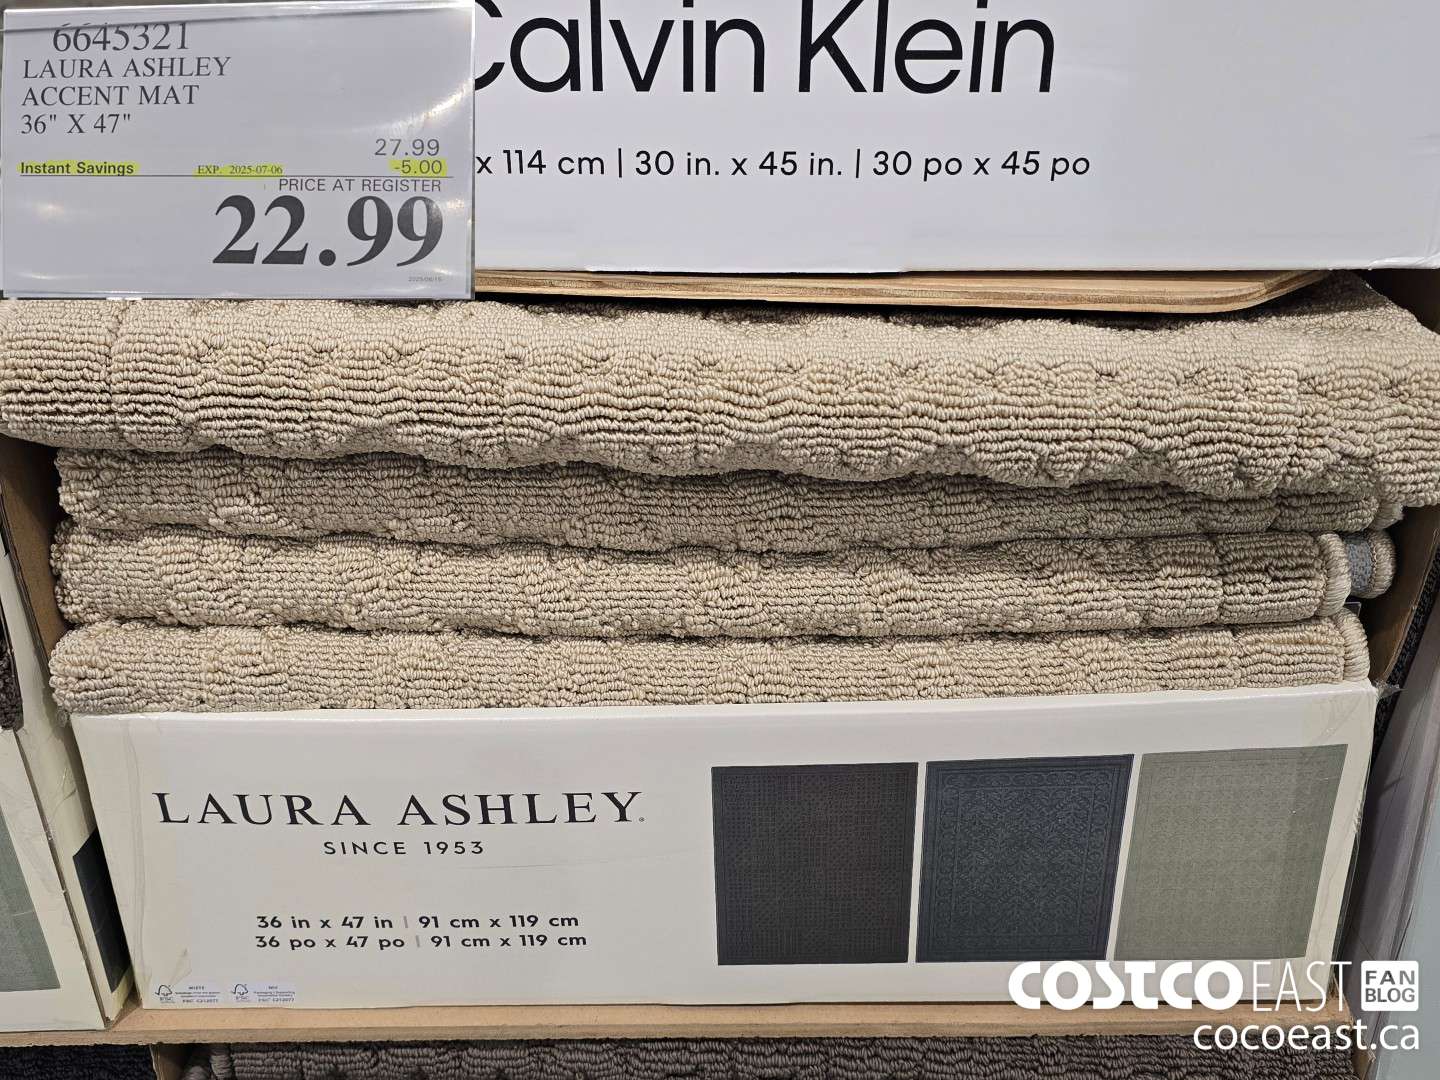 6645321
LAURA ASHLEY
ACCENT MAT
36" X 47"
27.99
Instant Savings EXP. 2025-07-06 -5.00
PRICE AT REGISTER
22.99
Calvin Klein
x 114 cm | 30 in. x 45 in. | 30 po x 45 po
LAURA ASHLEY
SINCE 1953
36 in x 47 in | 91 cm x 119 cm
36 po x 47 po | 91 cm x 119 cm
FSC
MIX
FSC
COSTCO EAST FAN BLOG
cocoeast.ca